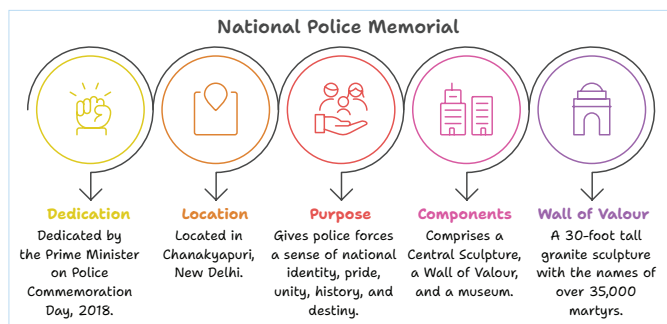 National Police Memorial
Dedication
Dedicated by
the Prime Minister
on Police
Commemoration
Day, 2018.
Location
Located in
Chanakyapuri,
New Delhi.
Purpose
Gives police forces
a sense of national
identity, pride,
unity, history, and
destiny.
Components
Comprises a
Central Sculpture,
a Wall of Valour,
and a museum.
Wall of Valour
A 30-foot tall
granite sculpture
with the names of
over 35,000
martyrs.